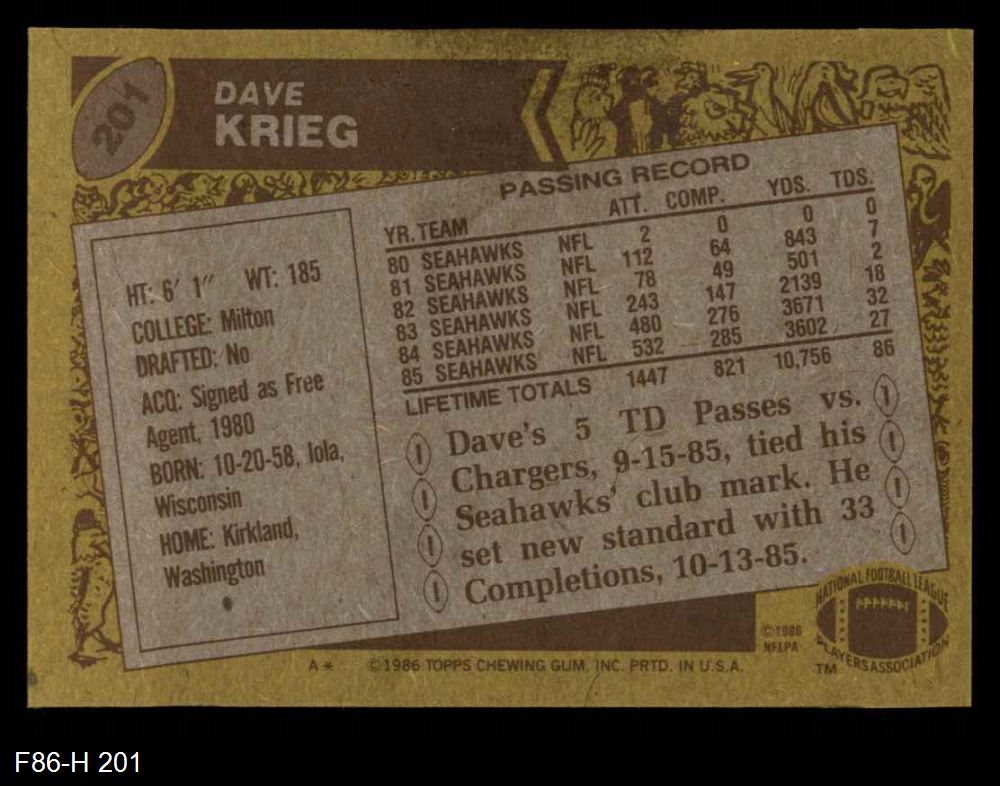 201
DAVE
KRIEG
PASSING RECORD
YR. TEAM ATT. COMP. YDS. TDS.
80 SEAHAWKS NFL 2 0 0 0
81 SEAHAWKS NFL 112 64 843 7
82 SEAHAWKS NFL 78 49 501 2
83 SEAHAWKS NFL 243 147 2139 18
84 SEAHAWKS NFL 480 276 3671 32
85 SEAHAWKS NFL 532 285 3602 27
LIFETIME TOTALS 1447 821 10,756 86
HT: 6' 1" WT: 185
COLLEGE: Milton
DRAFTED: No
ACQ: Signed as Free
Agent, 1980
BORN: 10-20-58, Iola,
Wisconsin
HOME: Kirkland,
Washington
Dave's 5 TD Passes vs.
Chargers, 9-15-85, tied his
Seahawks' club mark. He
set new standard with 33
Completions, 10-13-85.
©1986
NFLPA
NATIONAL FOOTBALL LEAGUE
PLAYERS ASSOCIATION
TM
A* ©1986 TOPPS CHEWING GUM, INC. PRTD. IN U.S.A.
F86-H 201